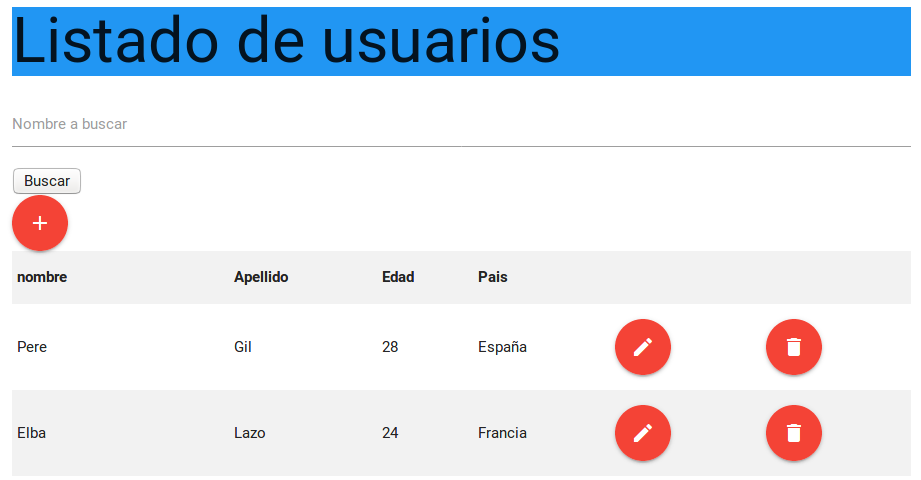 Listado de usuarios
Nombre a buscar
Buscar
nombre Apellido Edad Pais
Pere Gil 28 España
Elba Lazo 24 Francia